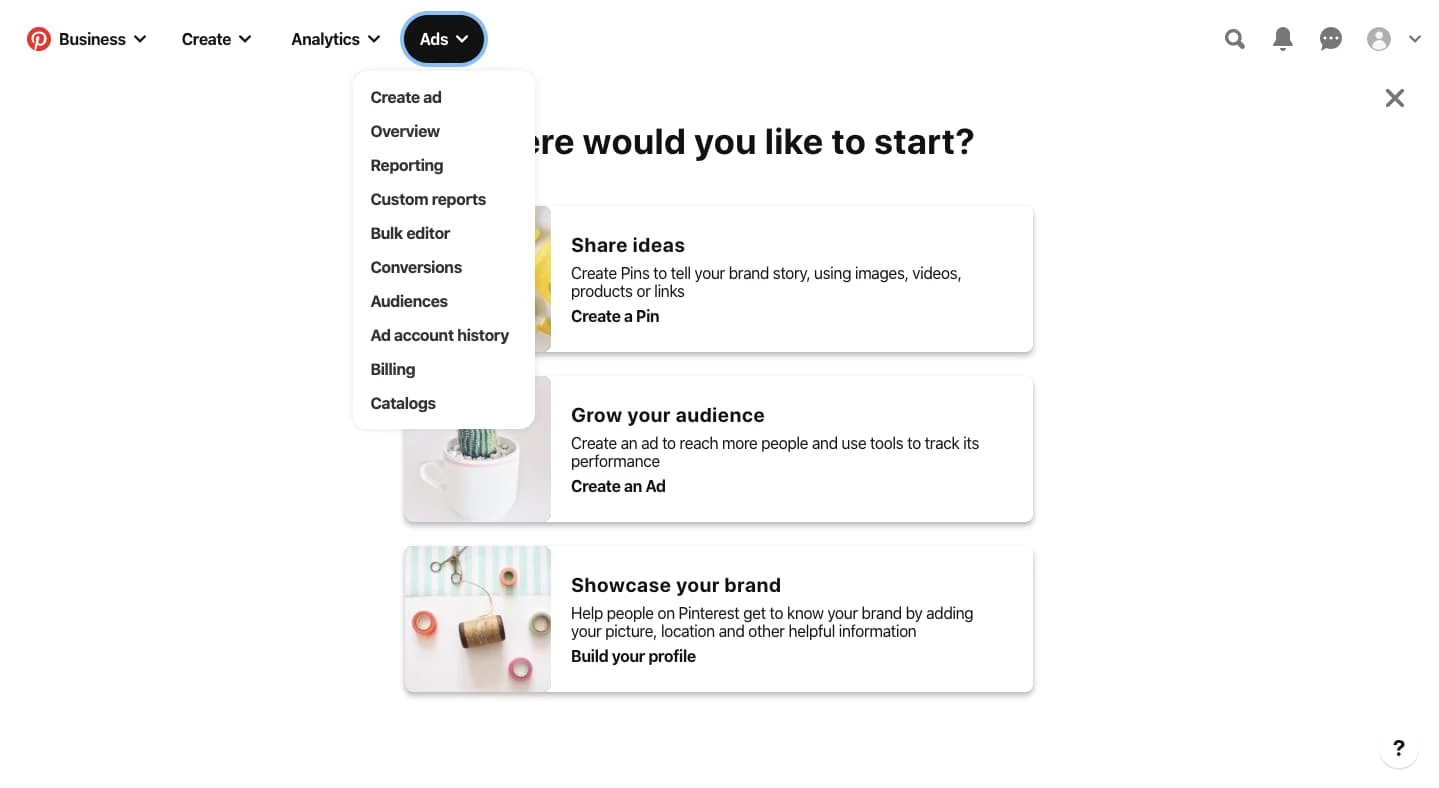 Business
Create
Analytics
Ads
Create ad
Overview
Reporting
Custom reports
Bulk editor
Conversions
Audiences
Ad account history
Billing
Catalogs
ere would you like to start?
Share ideas
Create Pins to tell your brand story, using images, videos,
products or links
Create a Pin
Grow your audience
Create an ad to reach more people and use tools to track its
performance
Create an Ad
Showcase your brand
Help people on Pinterest get to know your brand by adding
your picture, location and other helpful information
Build your profile
?